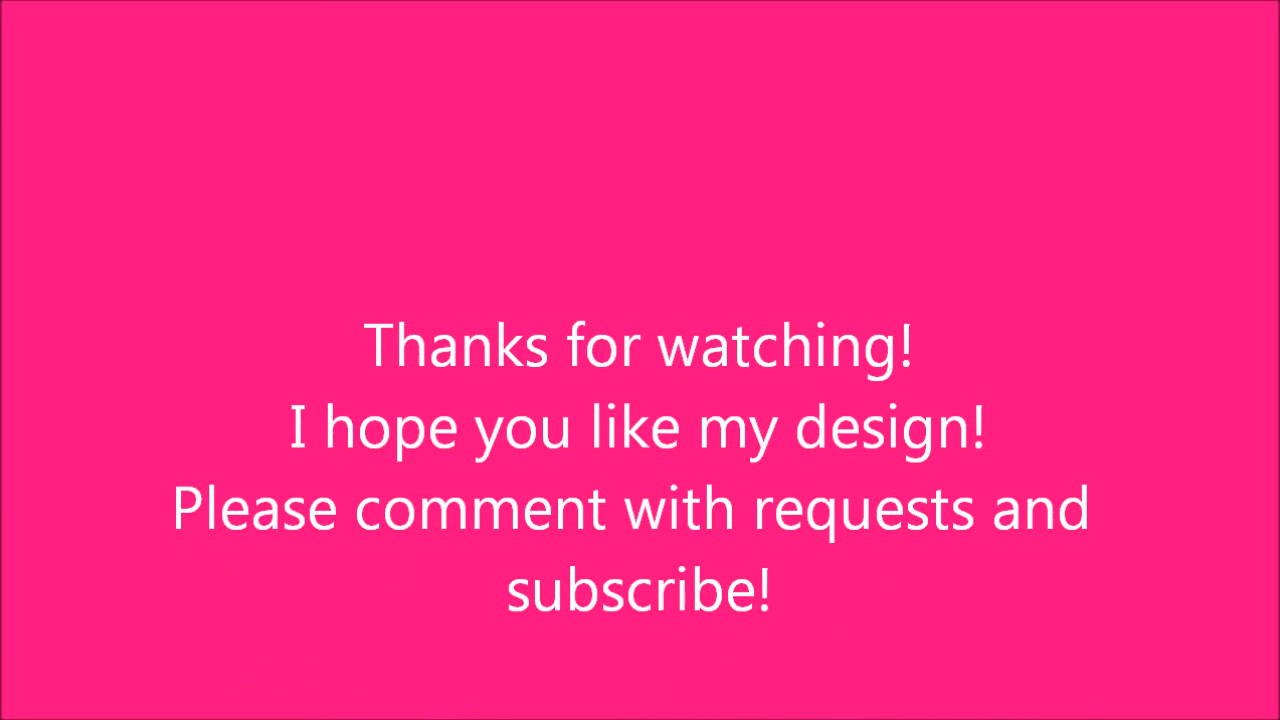 Thanks for watching!
I hope you like my design!
Please comment with requests and
subscribe!